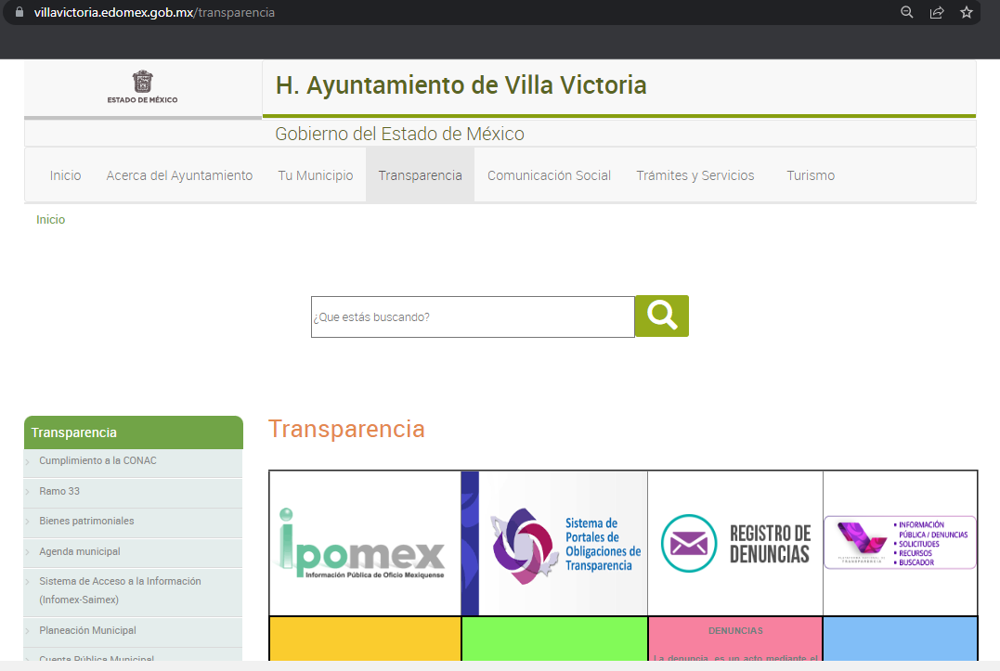 villavictoria.edomex.gob.mx/transparencia
ESTADO DE MÉXICO
H. Ayuntamiento de Villa Victoria
Gobierno del Estado de México
Inicio
Acerca del Ayuntamiento
Tu Municipio
Transparencia
Comunicación Social
Trámites y Servicios
Turismo
Inicio
¿Que estás buscando?
Transparencia
Cumplimiento a la CONAC
Ramo 33
Bienes patrimoniales
Agenda municipal
Sistema de Acceso a la Información
(Infomex-Saimex)
Planeación Municipal
Cuenta Pública Municipal
Transparencia
ipomex
Información Pública de Oficio Mexiquense
Sistema de
Portales de
Obligaciones de
Transparencia
REGISTRO DE
DENUNCIAS
PLATAFORMA NACIONAL DE
TRANSPARENCIA
• INFORMACIÓN
PÚBLICA / DENUNCIAS
• SOLICITUDES
• RECURSOS
• BUSCADOR
DENUNCIAS
La denuncia, es un acto mediante el